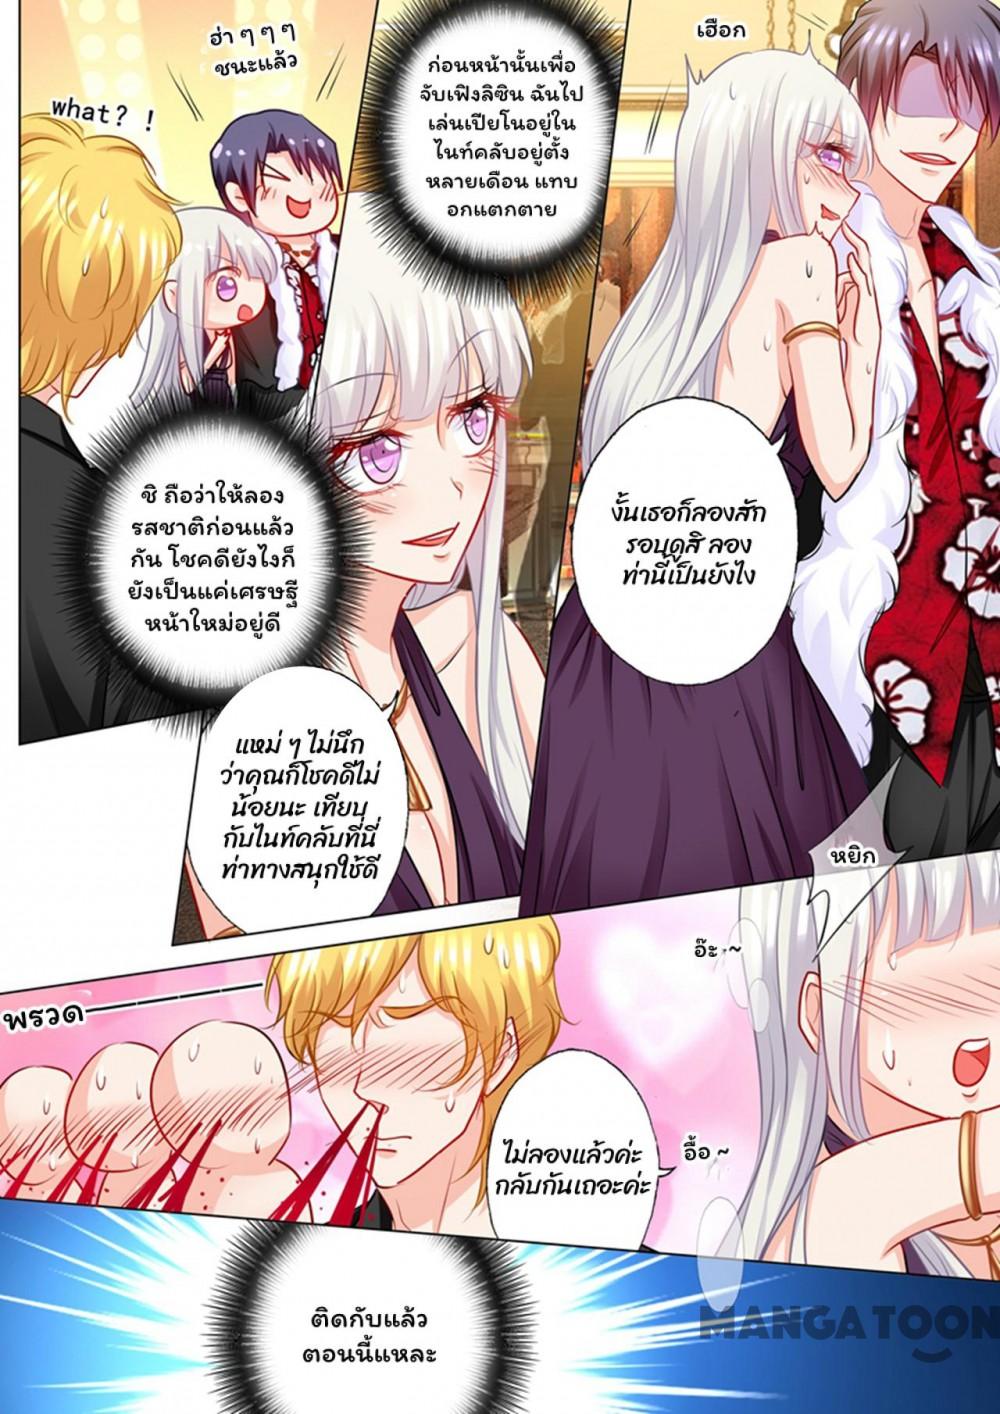 ฮ่า ๆ ๆ ๆ
ชนะแล้ว
what? !
ก่อนหน้านั้นเพื่อ
จับเฟิงลิซิน ฉันไป
เล่นเปียโนอยู่ใน
ไนท์คลับอยู่ตั้ง
หลายเดือน แทบ
อกแตกตาย
เฮือก
ชิ ถือว่าให้ลอง
รสชาติก่อนแล้ว
กัน โชคดียังไงก็
ยังเป็นแค่เศรษฐี
หน้าใหม่อยู่ดี
งั้นเธอก็ลองสัก
รอบดูสิ ลอง
ท่านี้เป็นยังไง
แหม่ ๆ ไม่นึก
ว่าคุณก็โชคดีไม่
น้อยนะ เทียบ
กับไนท์คลับที่นี่
ท่าทางสนุกใช้ดี
หยิก
อ๊ะ ~
พรวด
ไม่ลองแล้วค่ะ
กลับกันเถอะค่ะ
อื้อ ~
ติดกับแล้ว
ตอนนี้แหละ
MANGATOON